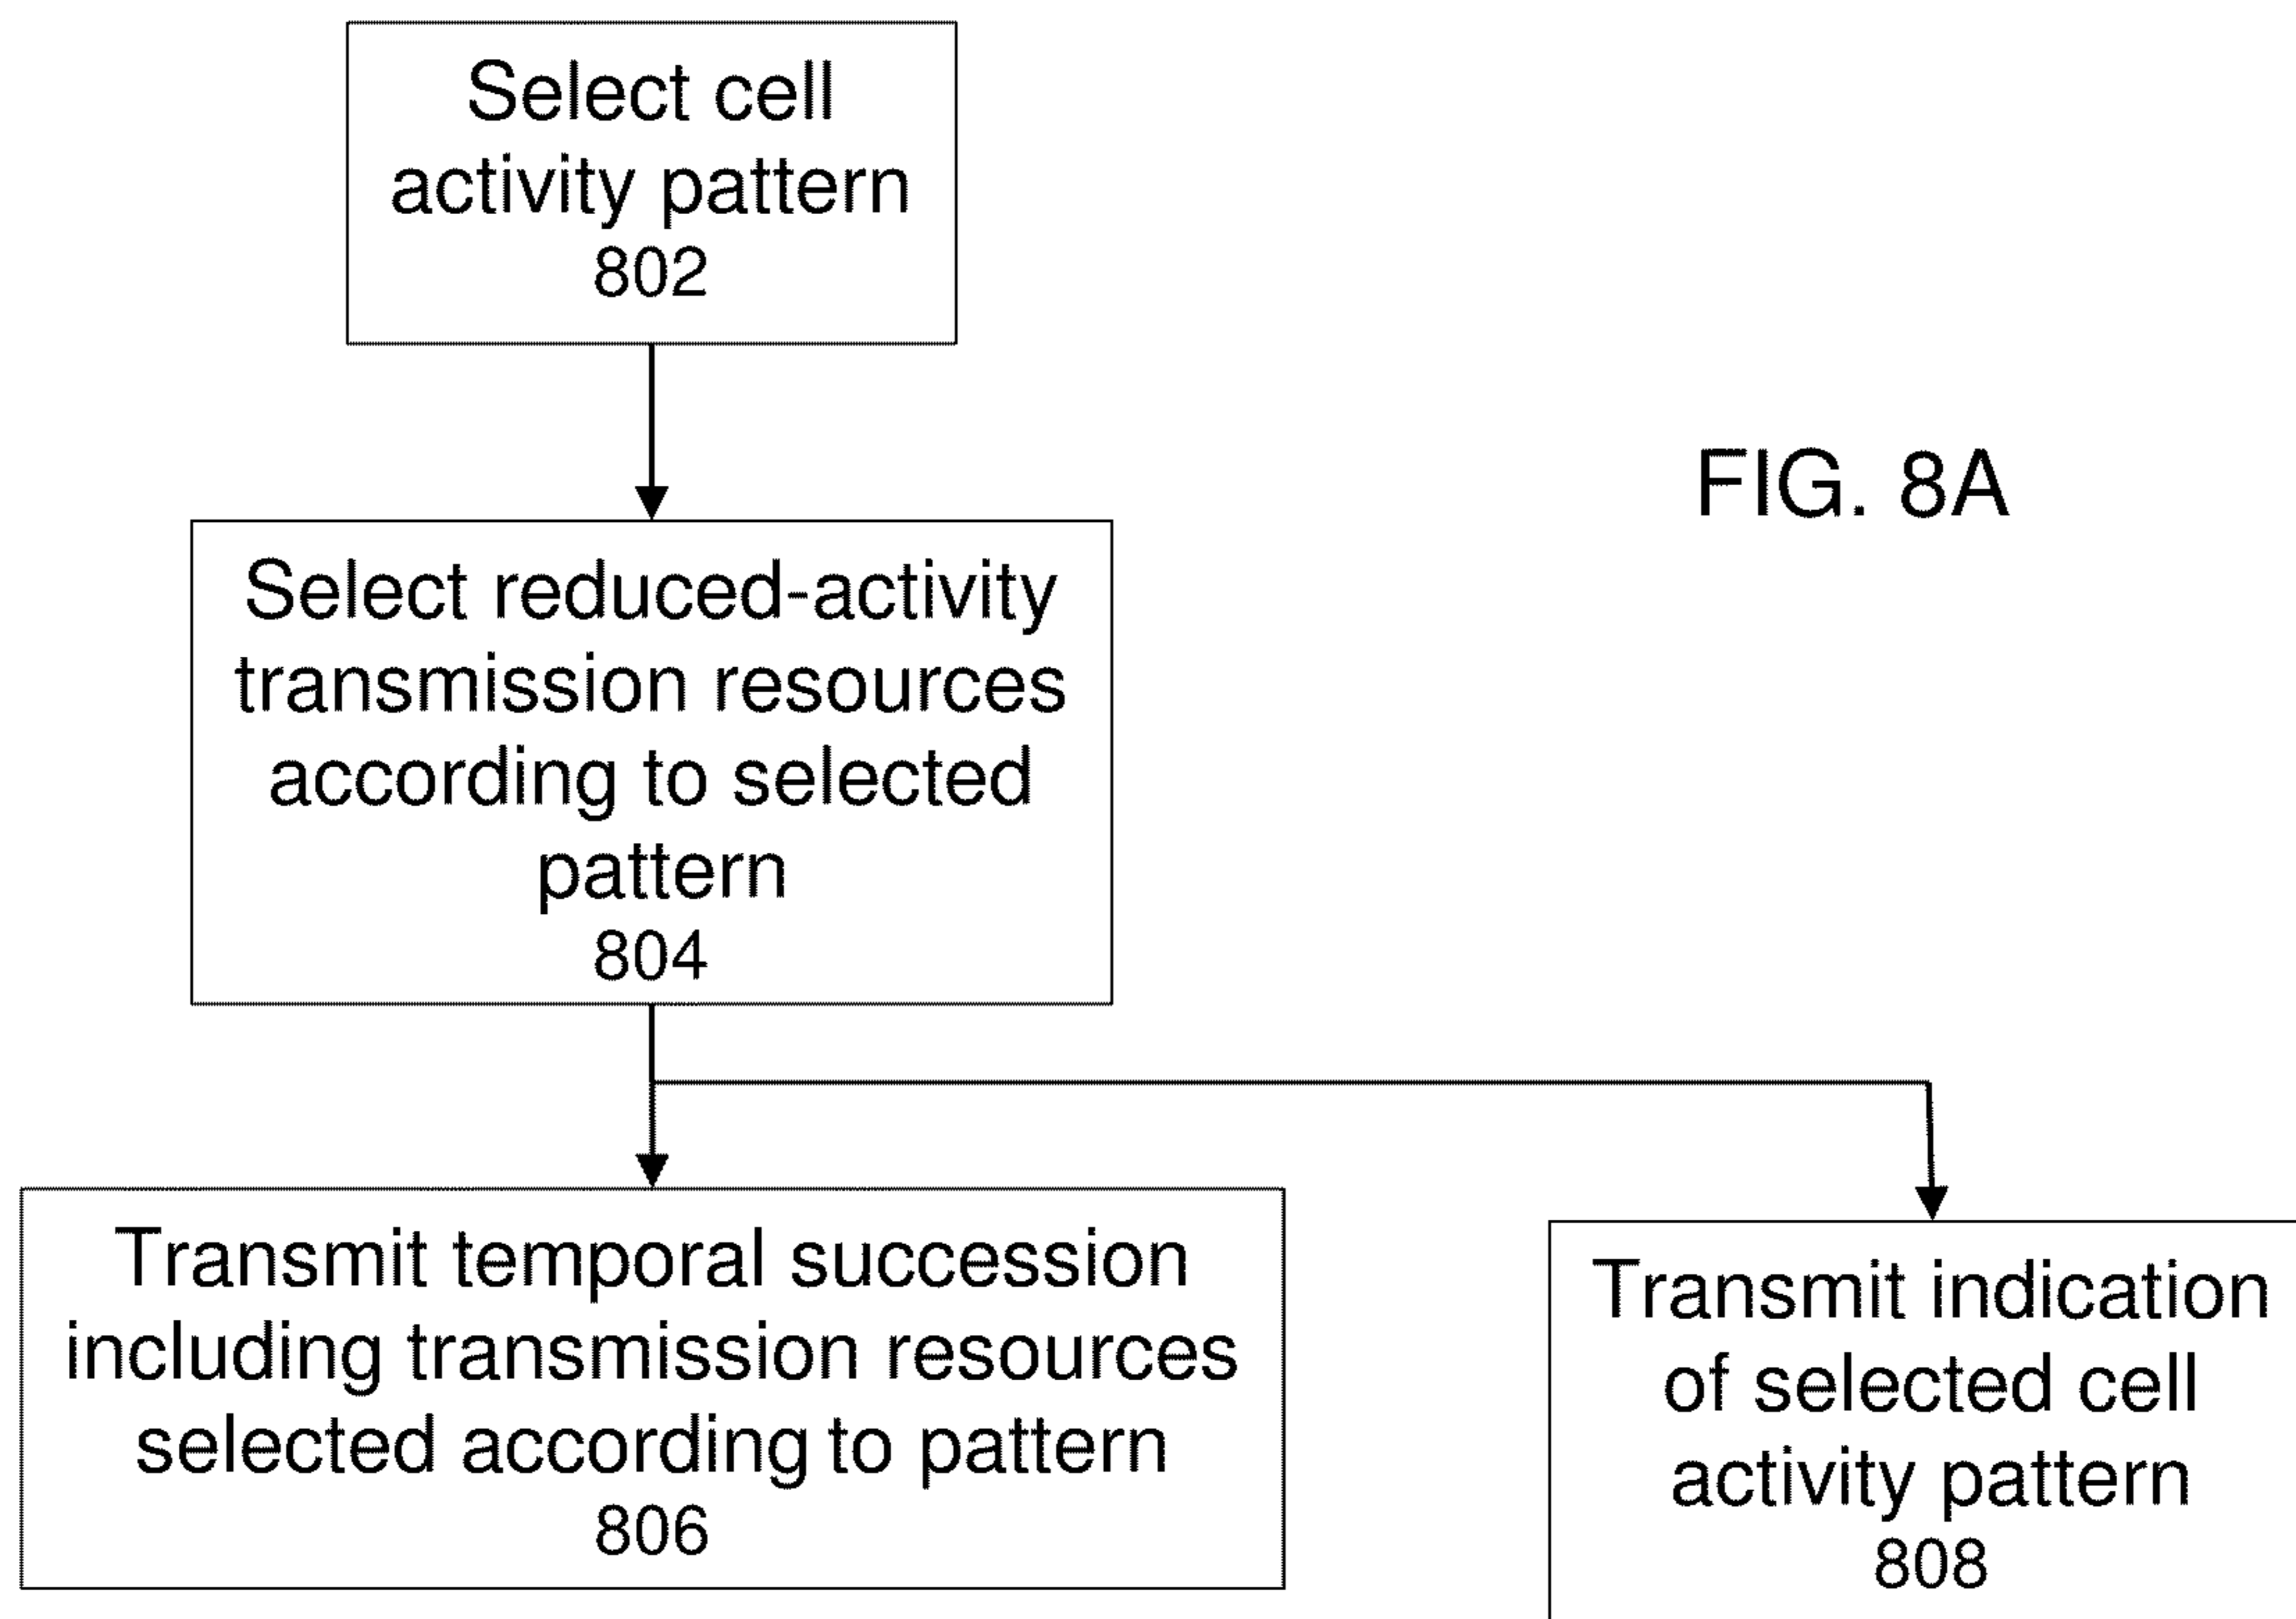 Select cell
activity pattern
802
FIG. 8A
Select reduced-activity
transmission resources
according to selected
pattern
804
Transmit temporal succession
including transmission resources
selected according to pattern
806
Transmit indication
of selected cell
activity pattern
808